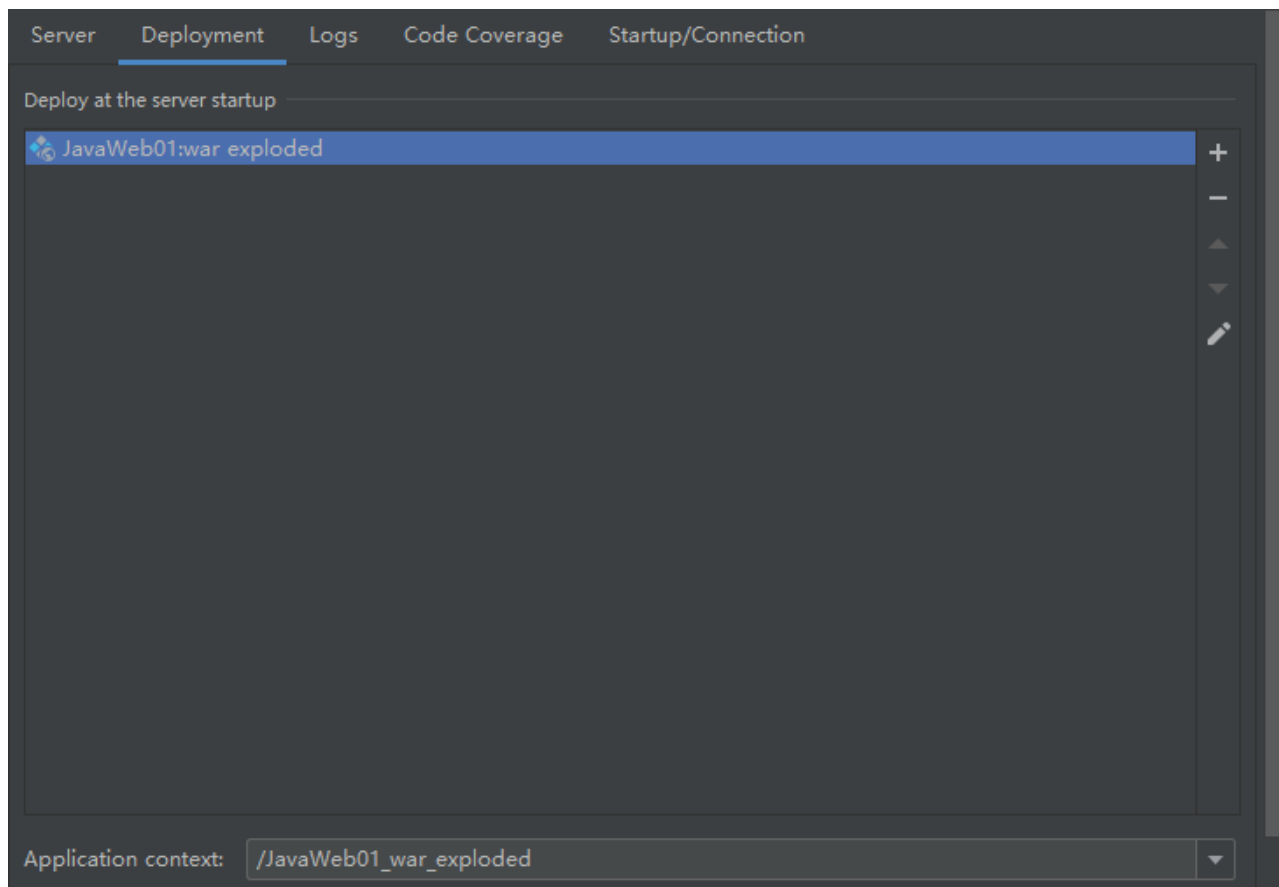 Server Deployment Logs Code Coverage Startup/Connection
Deploy at the server startup
JavaWeb01:war exploded
Application context: /JavaWeb01_war_exploded